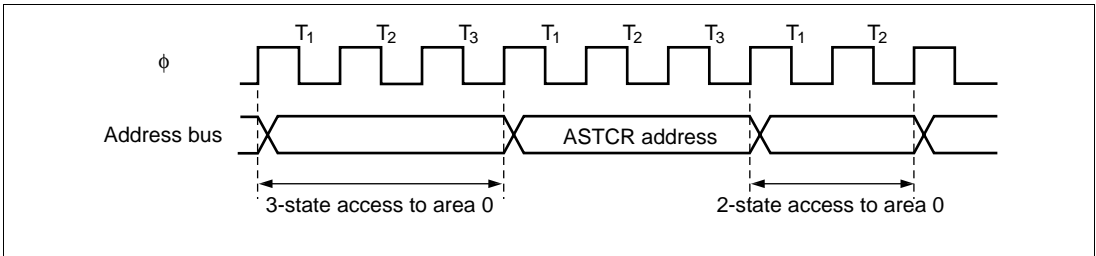 T1 T2 T3 T1 T2 T3 T1 T2
ϕ
Address bus
ASTCR address
3-state access to area 0 2-state access to area 0